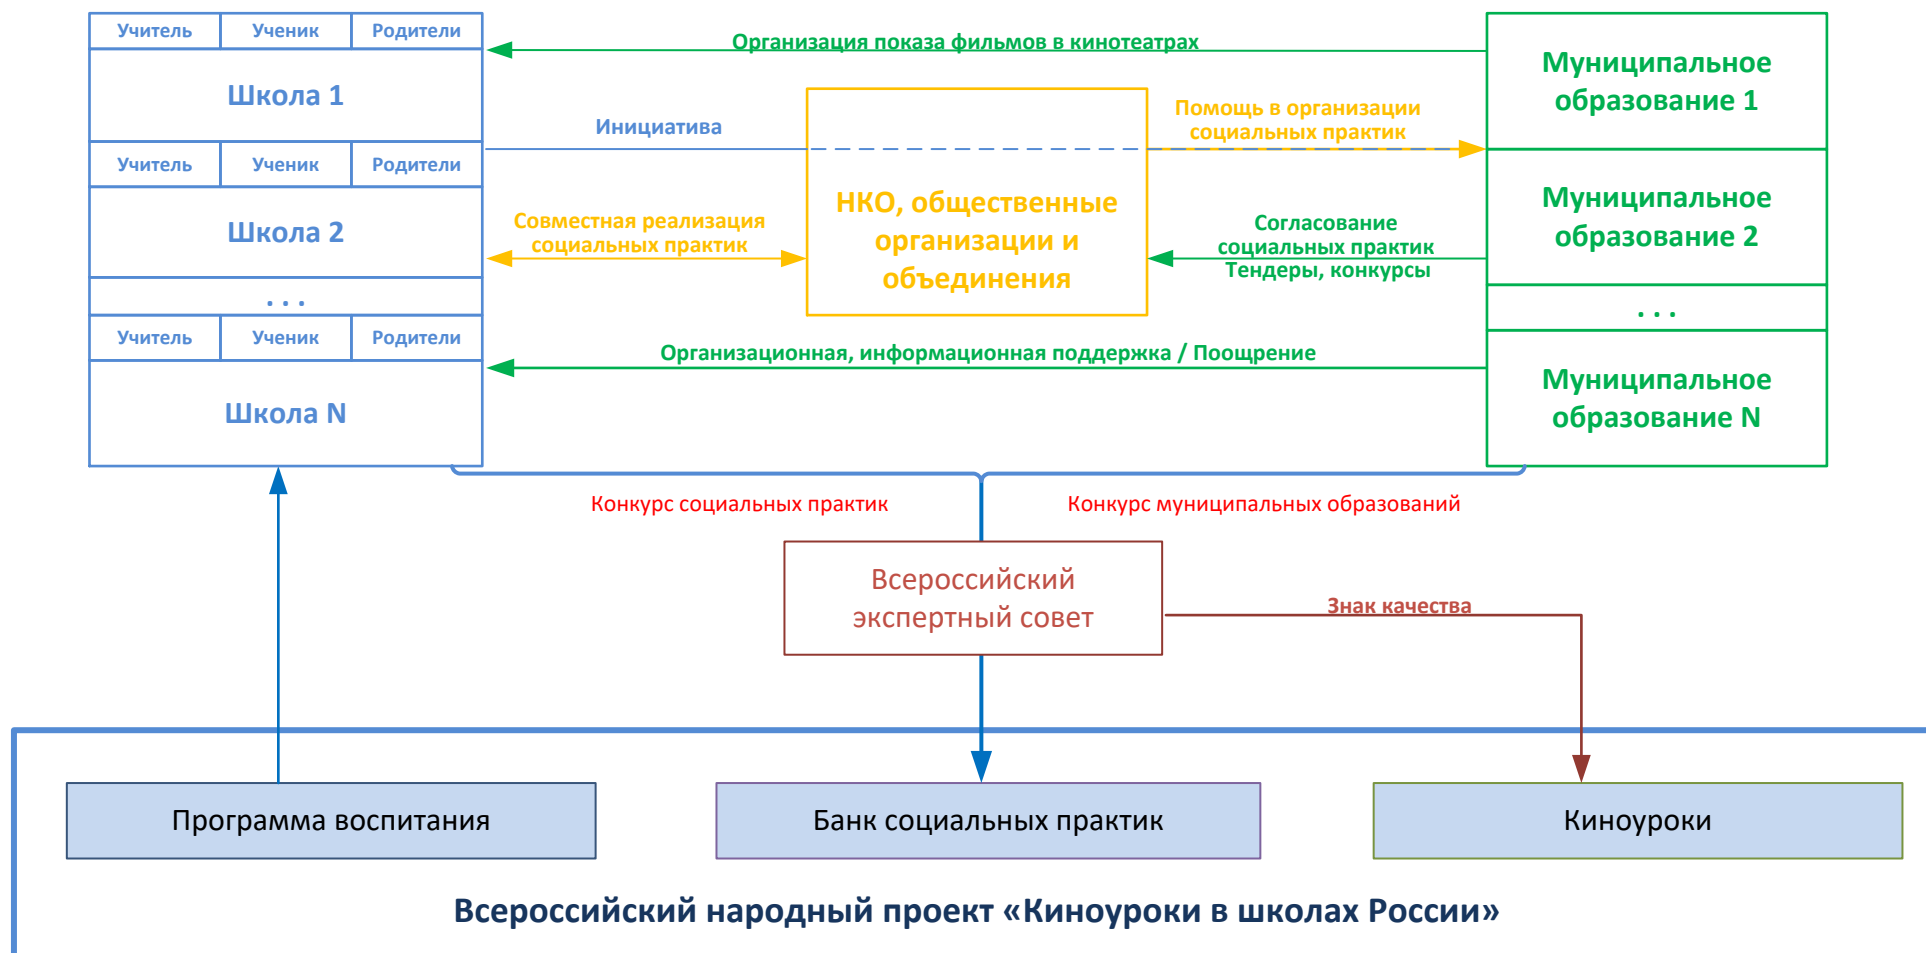 Учитель Ученик Родители
Школа 1
Учитель Ученик Родители
Школа 2
. . .
Учитель Ученик Родители
Школа N
Организация показа фильмов в кинотеатрах
Инициатива
Совместная реализация
социальных практик
НКО, общественные
организации и
объединения
Помощь в организации
социальных практик
Согласование
социальных практик
Тендеры, конкурсы
Организационная, информационная поддержка / Поощрение
Муниципальное
образование 1
Муниципальное
образование 2
. . .
Муниципальное
образование N
Конкурс социальных практик
Конкурс муниципальных образований
Всероссийский
экспертный совет
Знак качества
Программа воспитания
Банк социальных практик
Киноуроки
Всероссийский народный проект «Киноуроки в школах России»